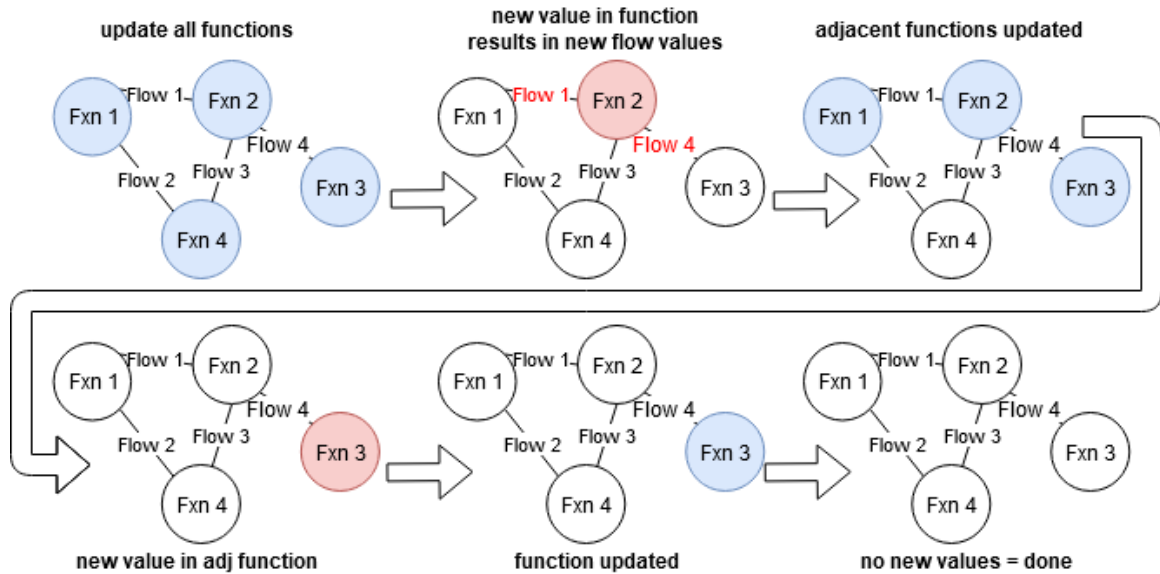 update all functions
new value in function
results in new flow values
adjacent functions updated
Fxn 1
Flow 1
Fxn 2
Flow 4
Flow 2
Flow 3
Fxn 3
Fxn 4
Fxn 1
Flow 1
Fxn 2
Flow 4
Flow 2
Flow 3
Fxn 3
Fxn 4
Fxn 1
Flow 1
Fxn 2
Flow 4
Flow 2
Flow 3
Fxn 3
Fxn 4
Fxn 1
Flow 1
Fxn 2
Flow 4
Flow 2
Flow 3
Fxn 3
Fxn 4
new value in adj function
Fxn 1
Flow 1
Fxn 2
Flow 4
Flow 2
Flow 3
Fxn 3
Fxn 4
function updated
Fxn 1
Flow 1
Fxn 2
Flow 4
Flow 2
Flow 3
Fxn 3
Fxn 4
no new values = done